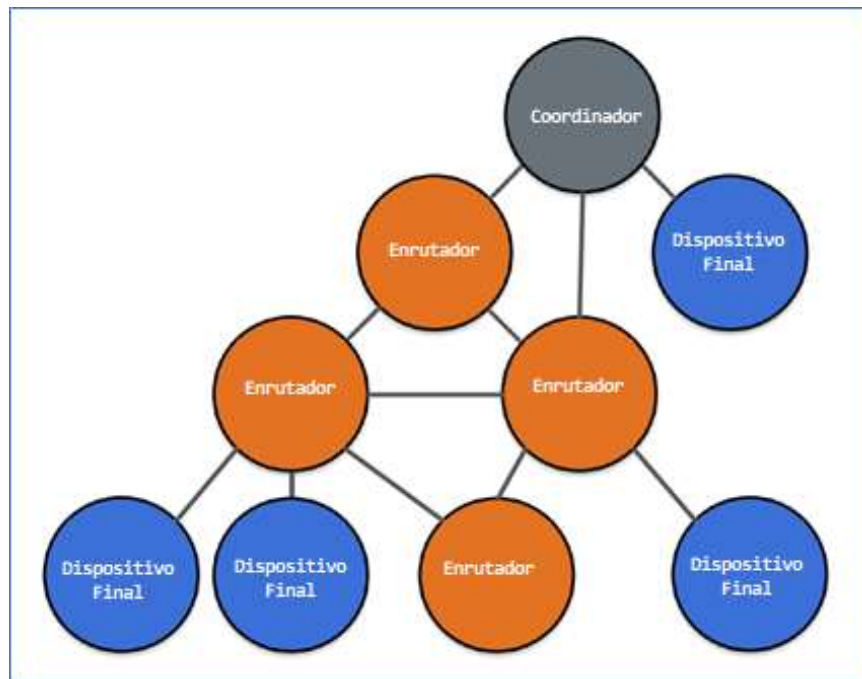 Coordinador
Enrutador
Dispositivo
Final
Enrutador
Enrutador
Dispositivo
Final
Dispositivo
Final
Enrutador
Dispositivo
Final